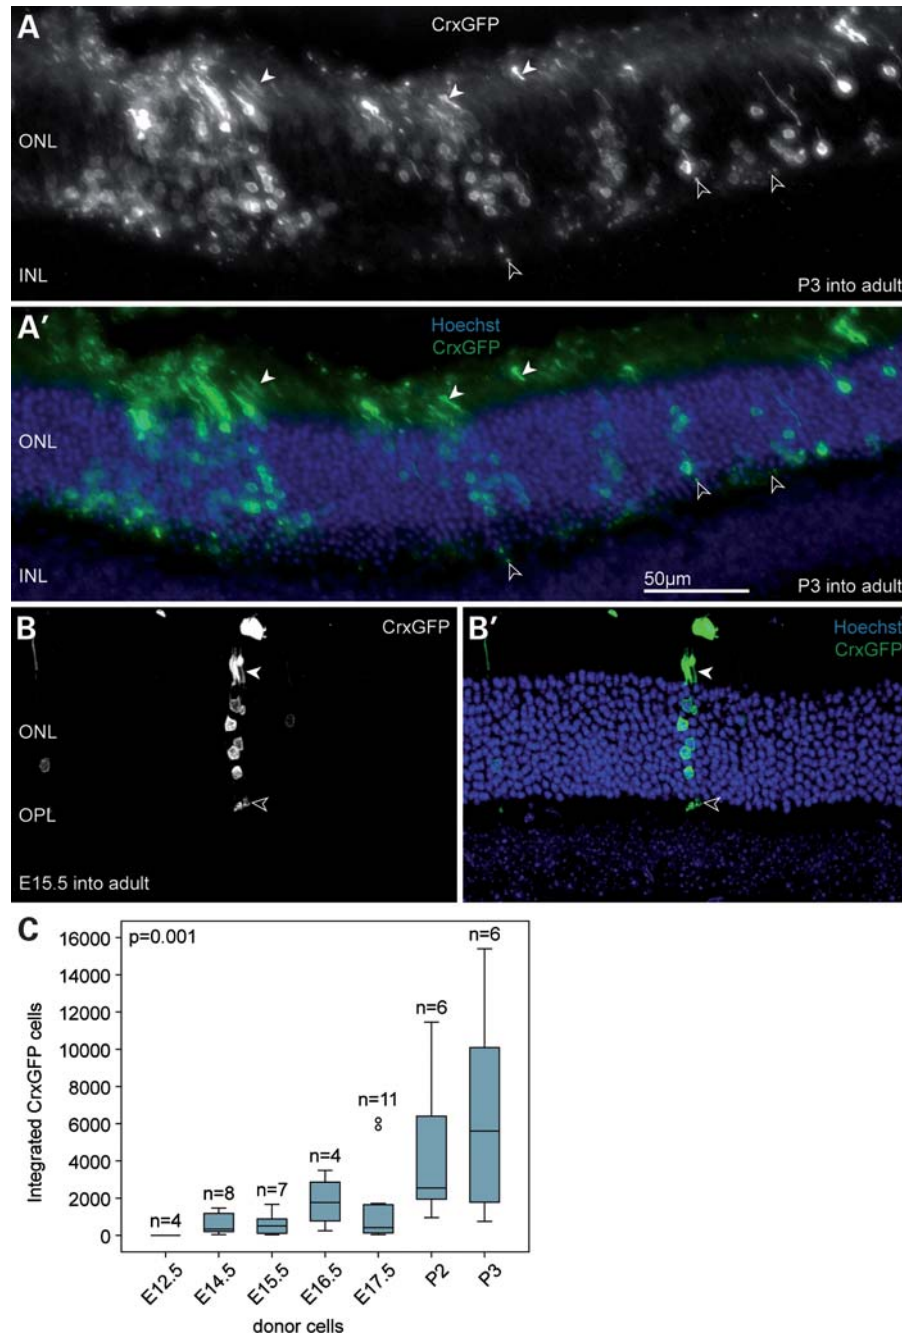 A
CrxGFP
ONL
INL
P3 into adult
A′
Hoechst
CrxGFP
ONL
INL
50µm
P3 into adult
B
CrxGFP
ONL
OPL
E15.5 into adult
B′
Hoechst
CrxGFP
C
p=0.001
Integrated CrxGFP cells
16000
14000
12000
10000
8000
6000
4000
2000
0
n=4
n=8
n=7
n=4
n=11
n=6
n=6
E12.5
E14.5
E15.5
E16.5
E17.5
P2
P3
donor cells